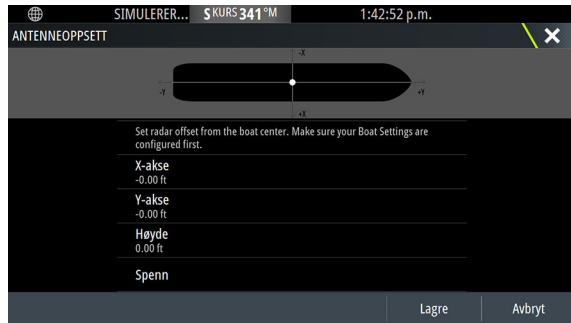 SIMULERER... S KURS 341 °M 1:42:52 p.m.
ANTENNEOPPSETT
-X
-Y +Y
+X
Set radar offset from the boat center. Make sure your Boat Settings are
configured first.
X-akse
-0.00 ft
Y-akse
-0.00 ft
Høyde
0.00 ft
Spenn
Lagre Avbryt